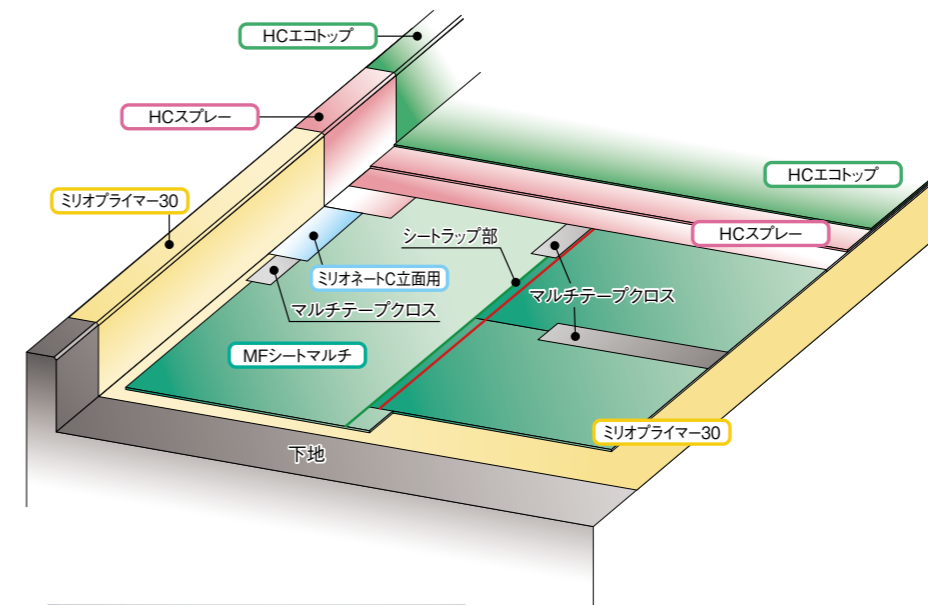 HCエコトップ
HCスプレー
HCエコトップ
ミリオプライマー30
HCスプレー
シートラップ部
ミリオネートC立面用
マルチテープクロス
マルチテープクロス
MFシートマルチ
ミリオプライマー30
下地